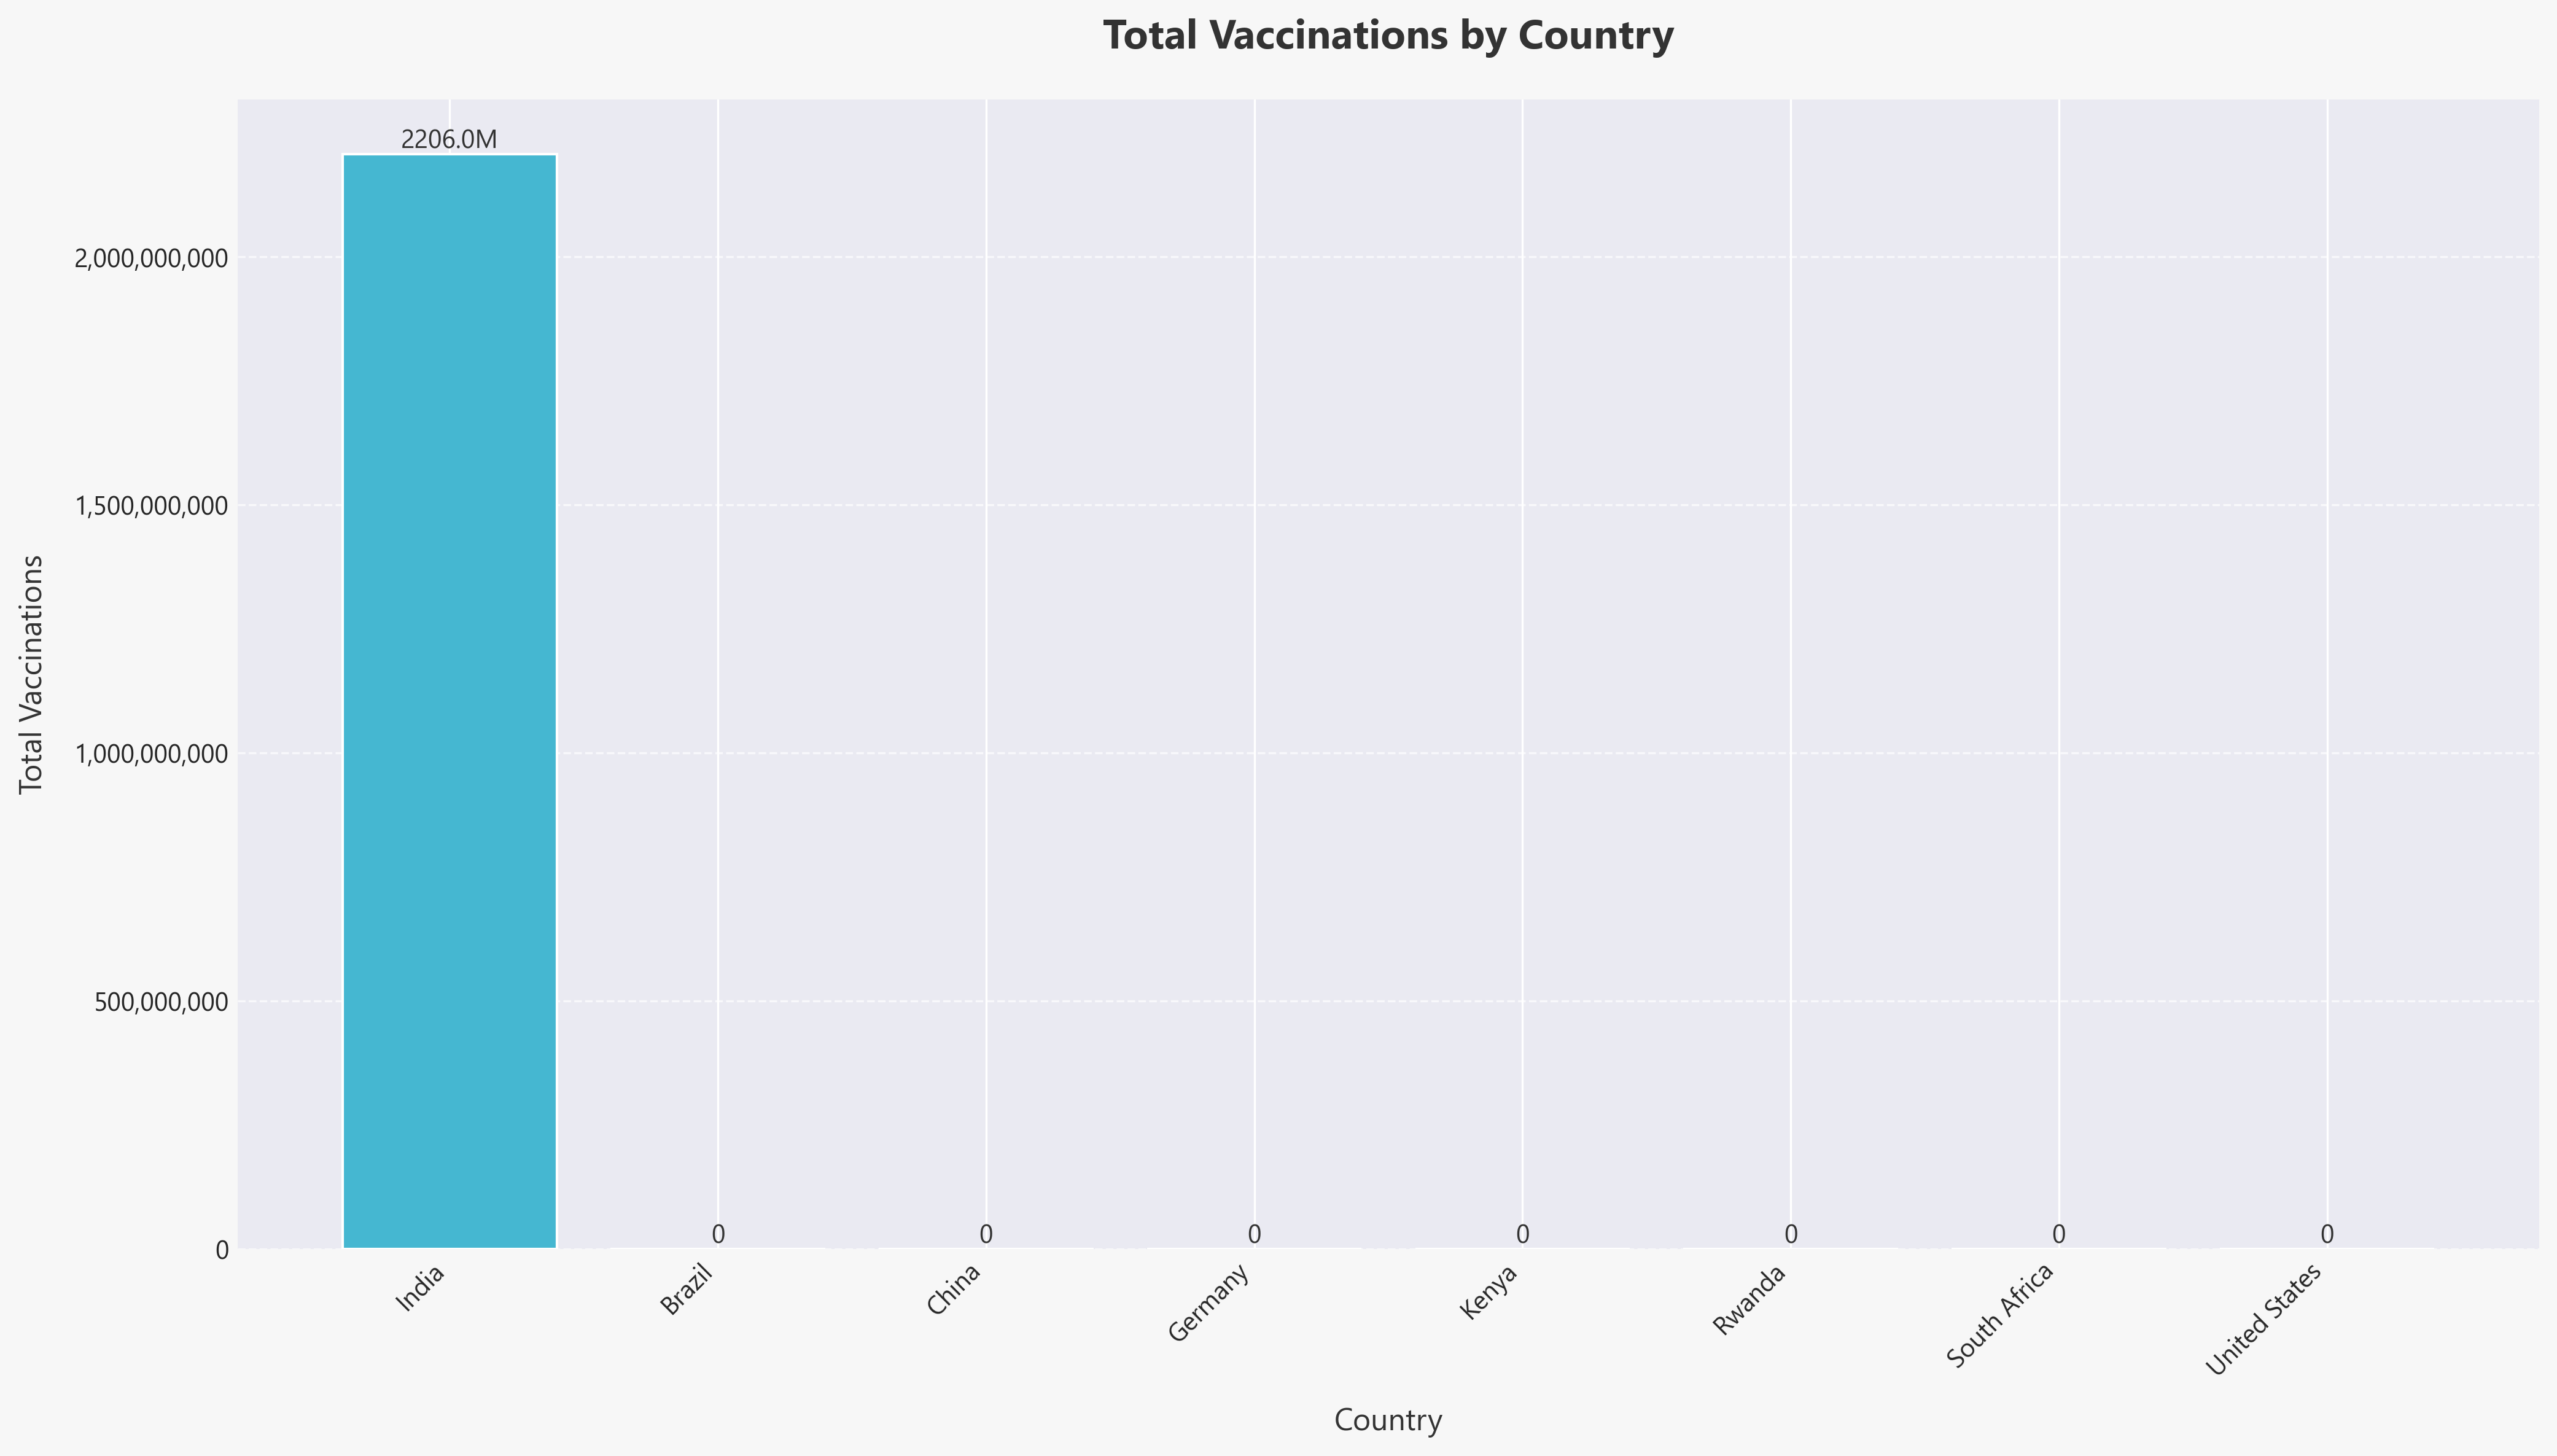 Total Vaccinations by Country
2206.0M
2,000,000,000
1,500,000,000
1,000,000,000
500,000,000
0
Total Vaccinations
0
0
0
0
0
0
0
India
Brazil
China
Germany
Kenya
Rwanda
South Africa
United States
Country